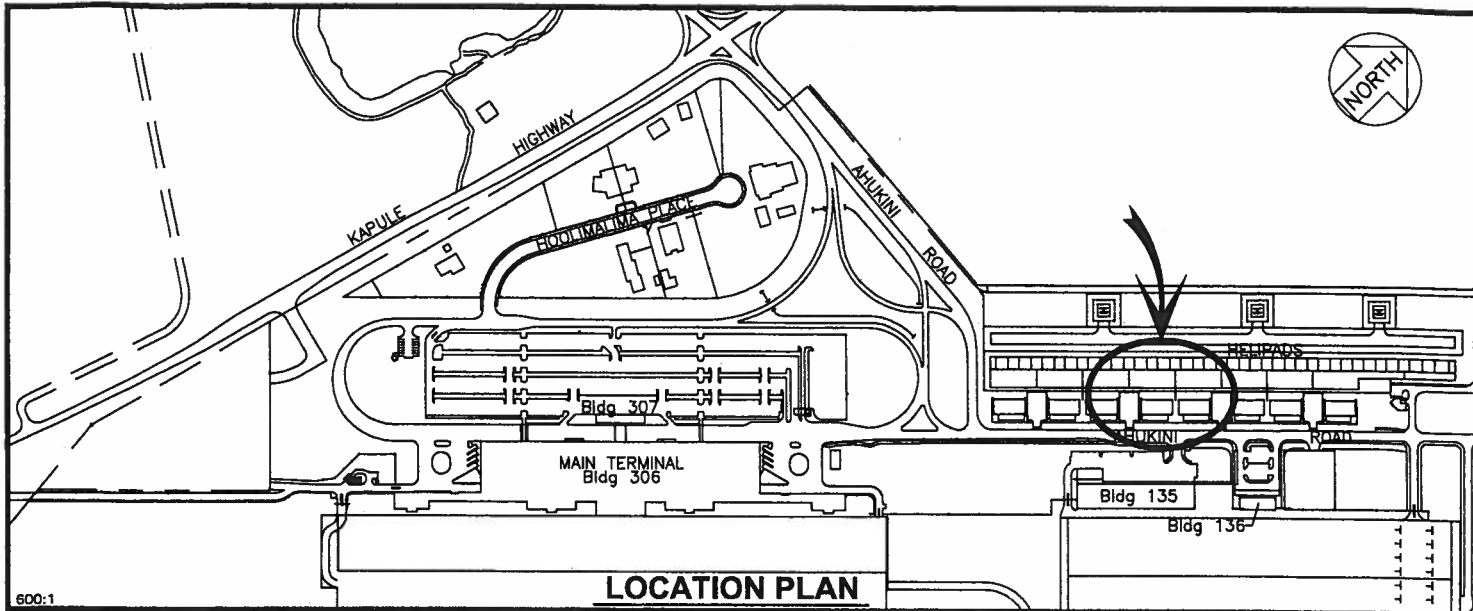 NORTH
HIGHWAY
KAPULE
HOOLIMALIMA PLACE
AHUKINI
ROAD
HELIPADS
Bldg 307
AHUKINI
ROAD
MAIN TERMINAL
Bldg 306
Bldg 135
Bldg 136
LOCATION PLAN
600:1